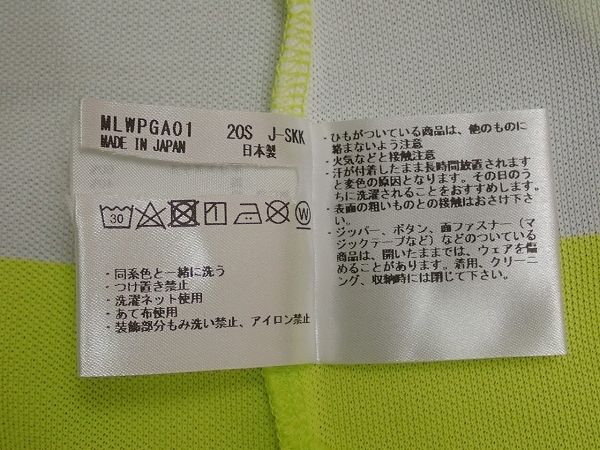 MLWPGA01 20S J-SKK
MADE IN JAPAN 日本製
30
W
・同系色と一緒に洗う
・つけ置き禁止
・洗濯ネット使用
・あて布使用
・装飾部分もみ洗い禁止、アイロン禁止
・ひもがついている商品は、他のものに
絡まないよう注意
・火気などと接触注意
・汗が付着したまま長時間放置されます
と変色の原因となります。その日のう
ちに洗濯されることをおすすめします。
・表面の粗いものとの接触はおさけ下さ
い。
・ジッパー、ボタン、面ファスナー（マ
ジックテープなど）などのついている
商品は、開いたままでは、ウェアを傷
めることがあります。着用、クリーニ
ング、収納時には閉じて下さい。